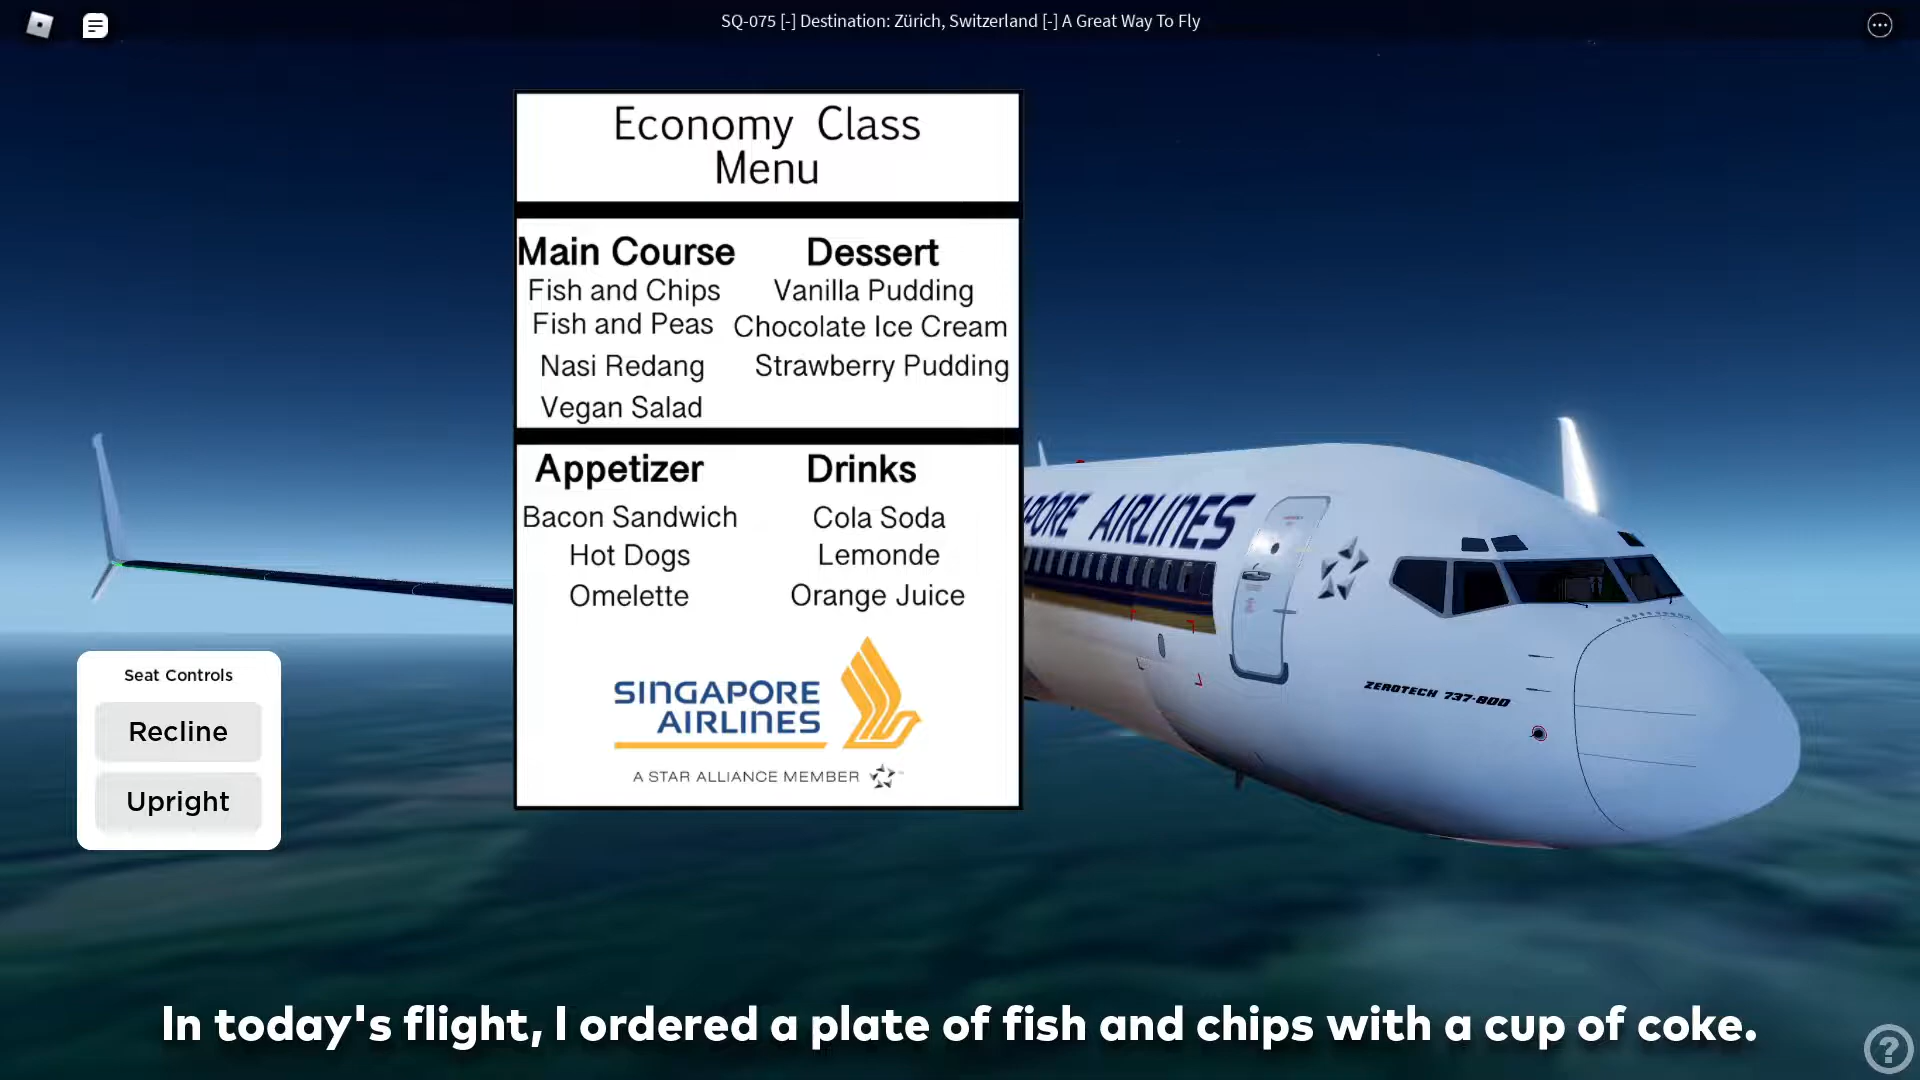 SQ-075 [-] Destination: Zürich, Switzerland [-] A Great Way To Fly
Economy Class
Menu
Main Course
Fish and Chips
Fish and Peas
Nasi Redang
Vegan Salad
Dessert
Vanilla Pudding
Chocolate Ice Cream
Strawberry Pudding
Appetizer
Bacon Sandwich
Hot Dogs
Omelette
Drinks
Cola Soda
Lemonde
Orange Juice
SINGAPORE
AIRLINES
A STAR ALLIANCE MEMBER
PORE AIRLINES
ZEROTECH 737-800
Seat Controls
Recline
Upright
In today's flight, I ordered a plate of fish and chips with a cup of coke.
?